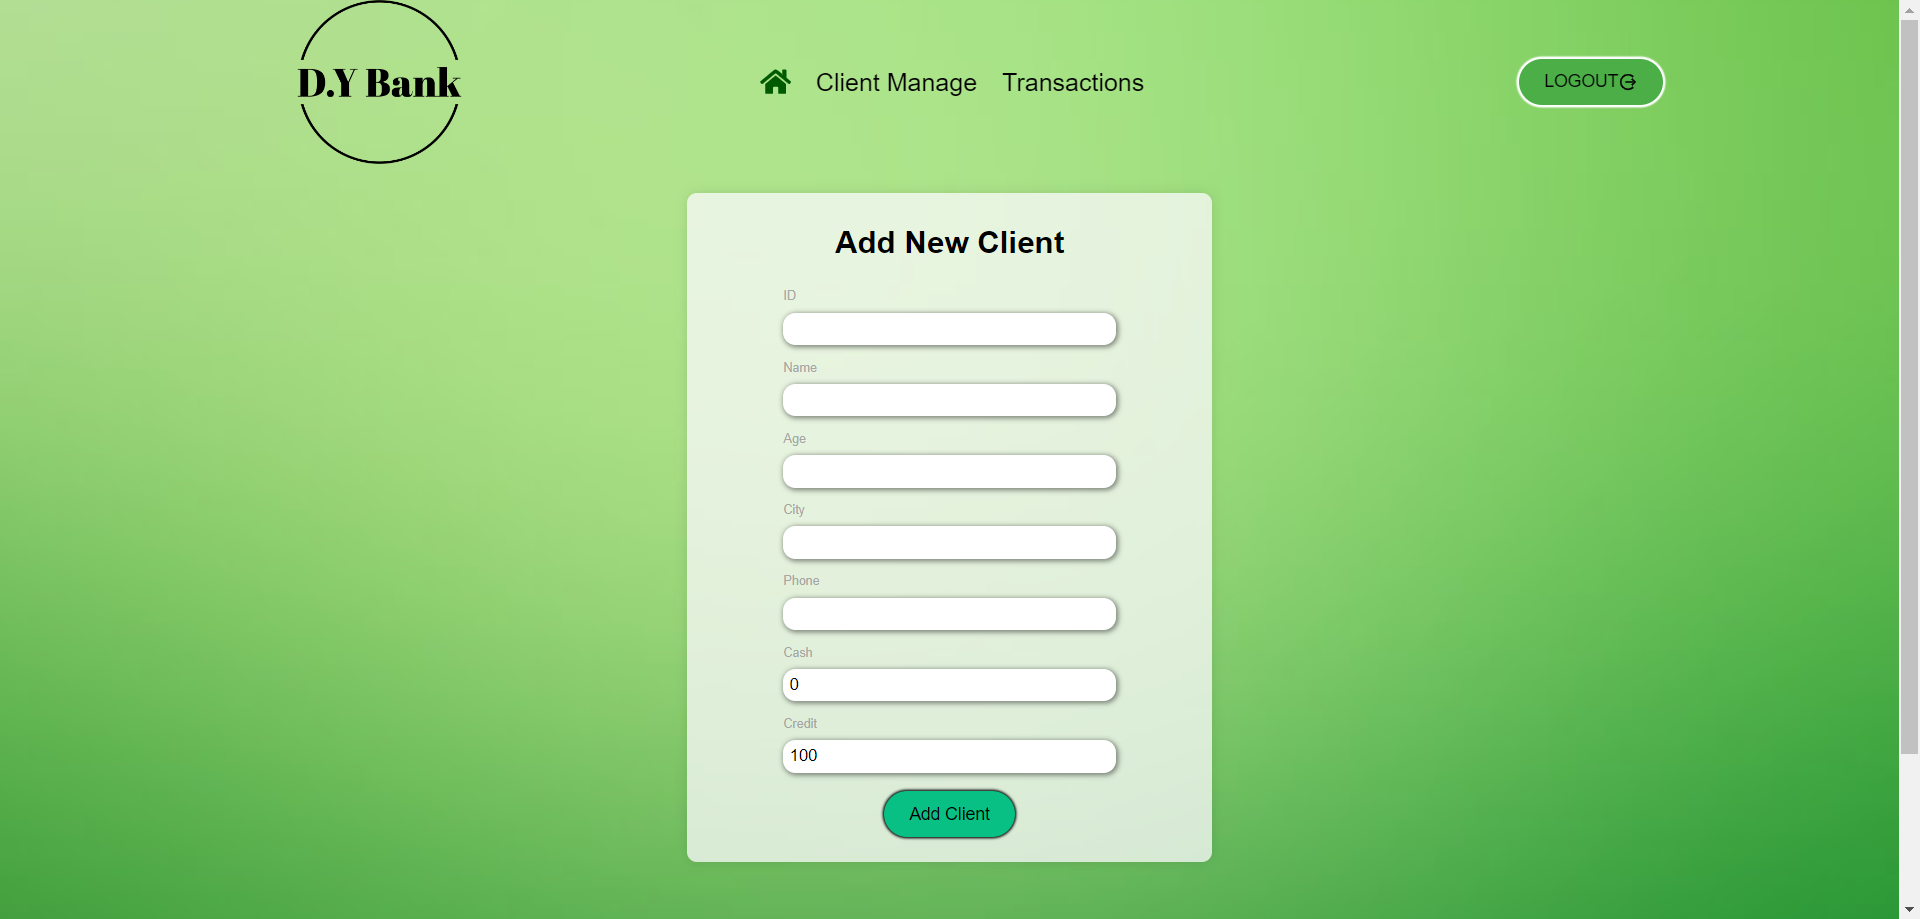 D.Y Bank
Client Manage
Transactions
LOGOUT
Add New Client
ID
Name
Age
City
Phone
Cash
0
Credit
100
Add Client